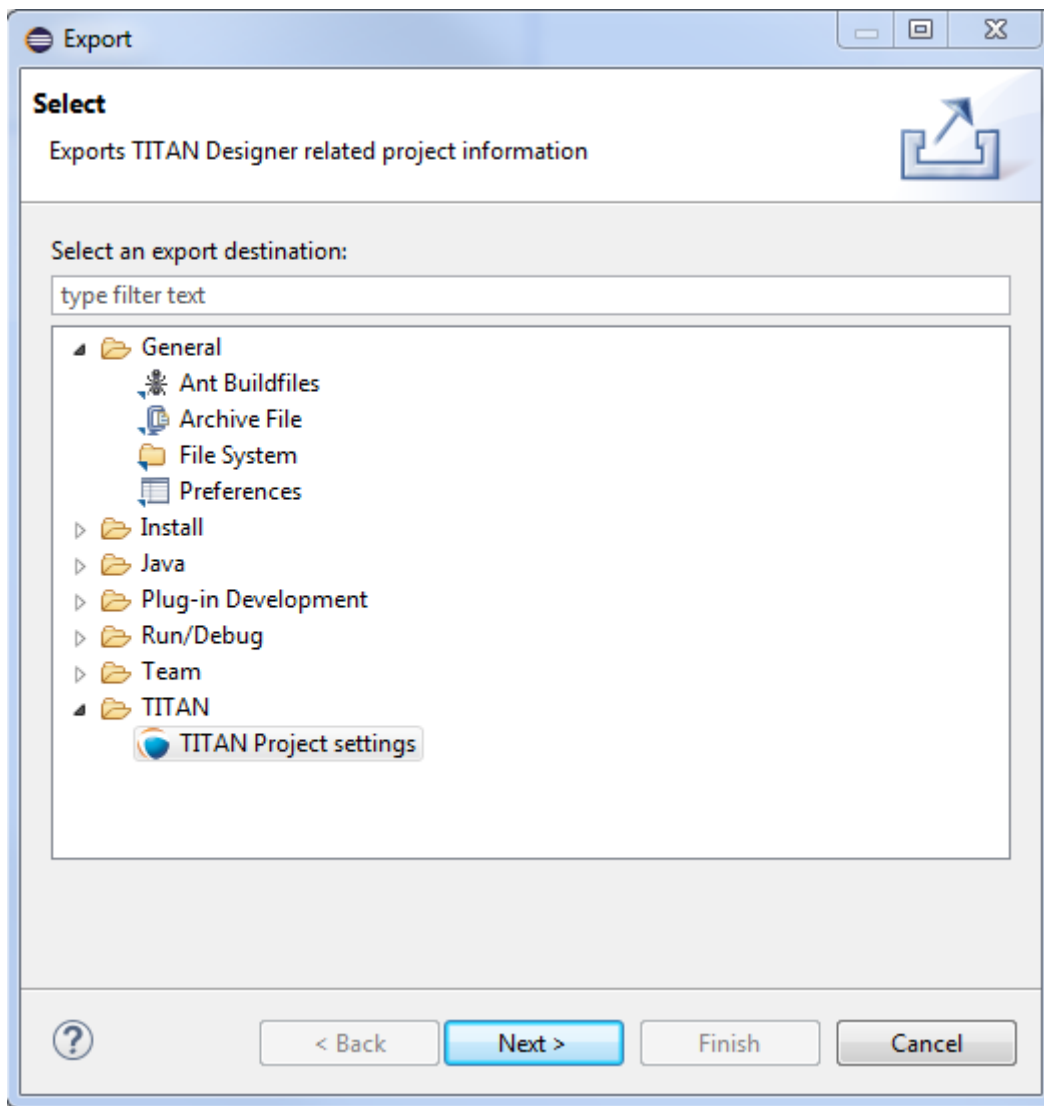 Export
Select
Exports TITAN Designer related project information
Select an export destination:
type filter text
General
Ant Buildfiles
Archive File
File System
Preferences
Install
Java
Plug-in Development
Run/Debug
Team
TITAN
TITAN Project settings
? < Back Next > Finish Cancel